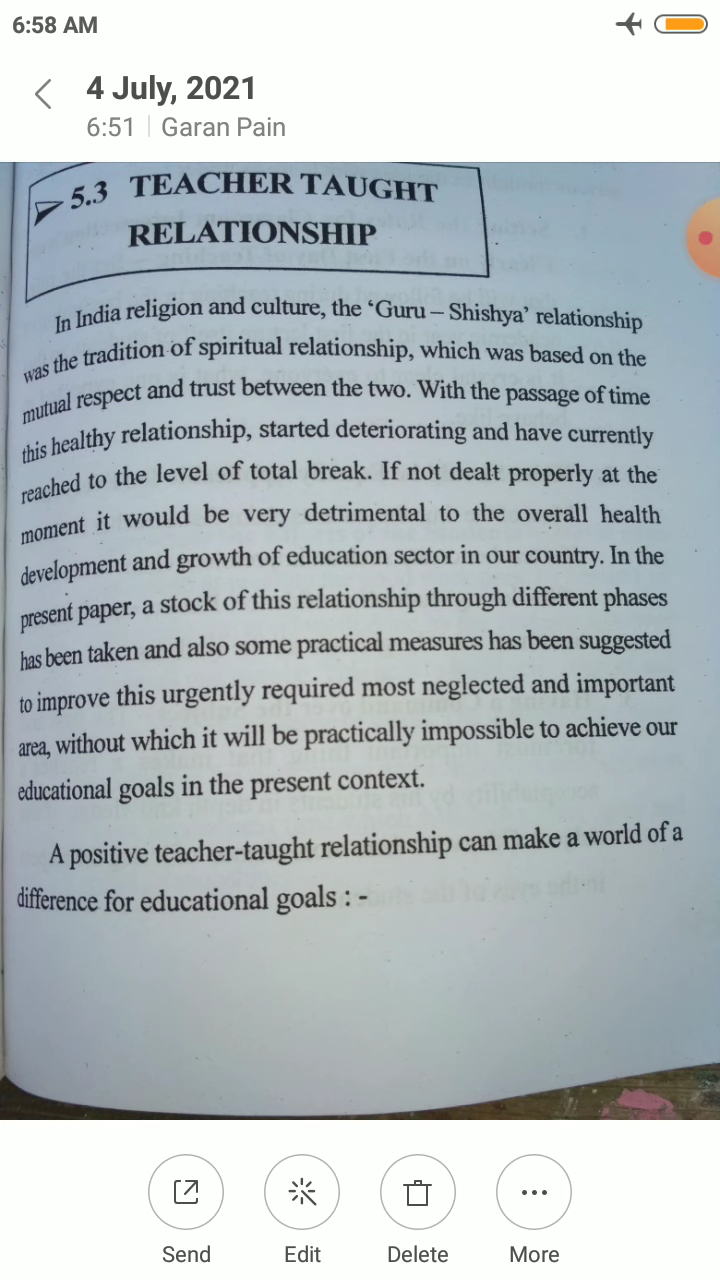 6:58 AM
4 July, 2021
6:51 | Garan Pain
5.3 TEACHER TAUGHT
RELATIONSHIP
In India religion and culture, the ‘Guru – Shishya’ relationship
was the tradition of spiritual relationship, which was based on the
mutual respect and trust between the two. With the passage of time
this healthy relationship, started deteriorating and have currently
reached to the level of total break. If not dealt properly at the
moment it would be very detrimental to the overall health
development and growth of education sector in our country. In the
present paper, a stock of this relationship through different phases
has been taken and also some practical measures has been suggested
to improve this urgently required most neglected and important
area, without which it will be practically impossible to achieve our
educational goals in the present context.
A positive teacher-taught relationship can make a world of a
difference for educational goals : -
Send Edit Delete More